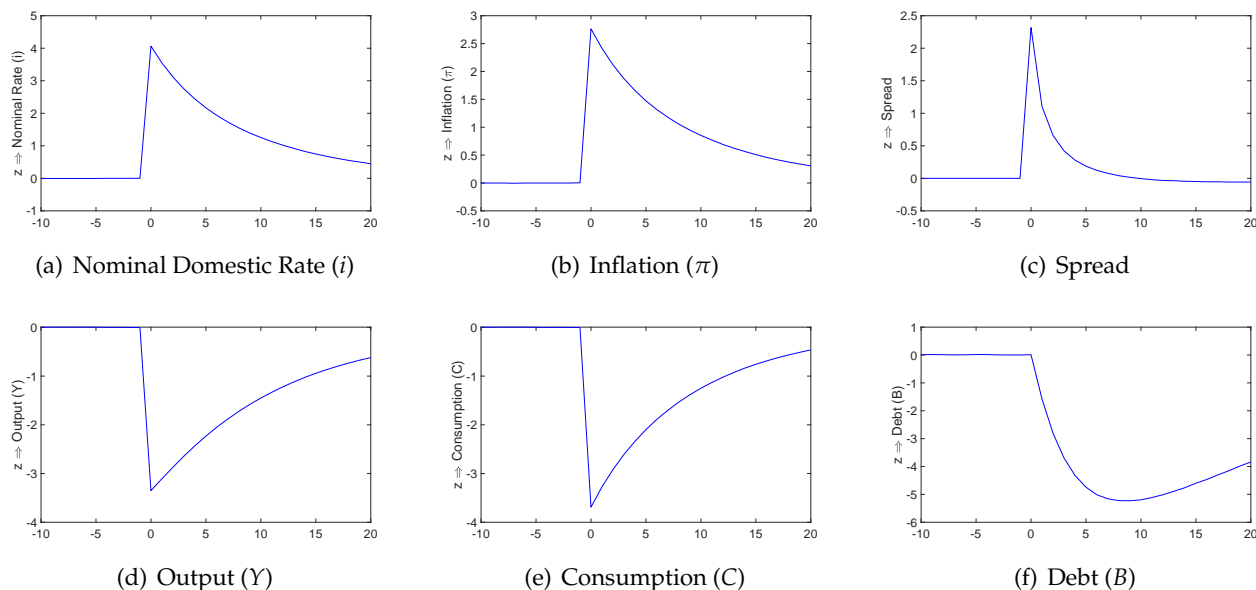 5
4
3
2
1
0
-1
-10 -5 0 5 10 15 20
z ⇒ Nominal Rate (i)
(a) Nominal Domestic Rate (i)
3
2.5
2
1.5
1
0.5
0
-0.5
-10 -5 0 5 10 15 20
z ⇒ Inflation (π)
(b) Inflation (π)
2.5
2
1.5
1
0.5
0
-0.5
-10 -5 0 5 10 15 20
z ⇒ Spread
(c) Spread
0
-1
-2
-3
-4
-10 -5 0 5 10 15 20
z ⇒ Output (Y)
(d) Output (Y)
0
-1
-2
-3
-4
-10 -5 0 5 10 15 20
z ⇒ Consumption (C)
(e) Consumption (C)
1
0
-1
-2
-3
-4
-5
-6
-10 -5 0 5 10 15 20
z ⇒ Debt (B)
(f) Debt (B)